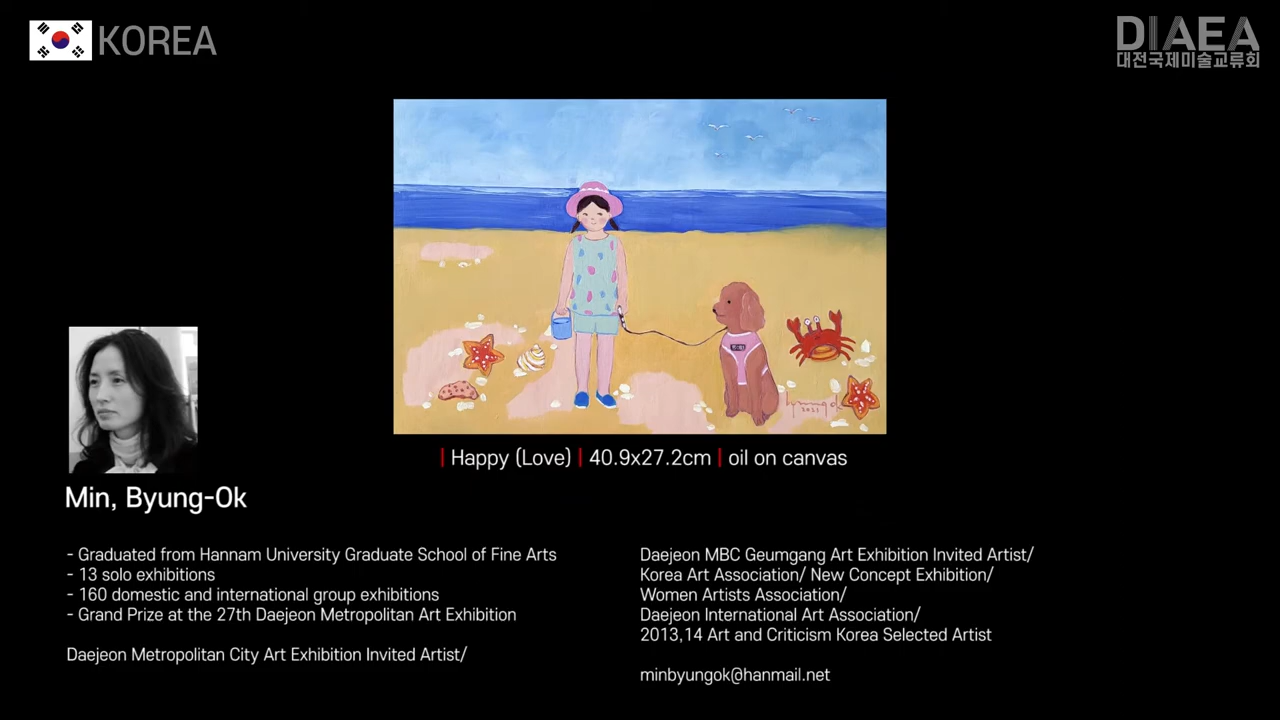 KOREA
DIAEA
대전국제미술교류회
2021
| Happy (Love) | 40.9x27.2cm | oil on canvas
Min, Byung-Ok
- Graduated from Hannam University Graduate School of Fine Arts
- 13 solo exhibitions
- 160 domestic and international group exhibitions
- Grand Prize at the 27th Daejeon Metropolitan Art Exhibition
Daejeon Metropolitan City Art Exhibition Invited Artist/
Daejeon MBC Geumgang Art Exhibition Invited Artist/
Korea Art Association/ New Concept Exhibition/
Women Artists Association/
Daejeon International Art Association/
2013,14 Art and Criticism Korea Selected Artist
minbyungok@hanmail.net